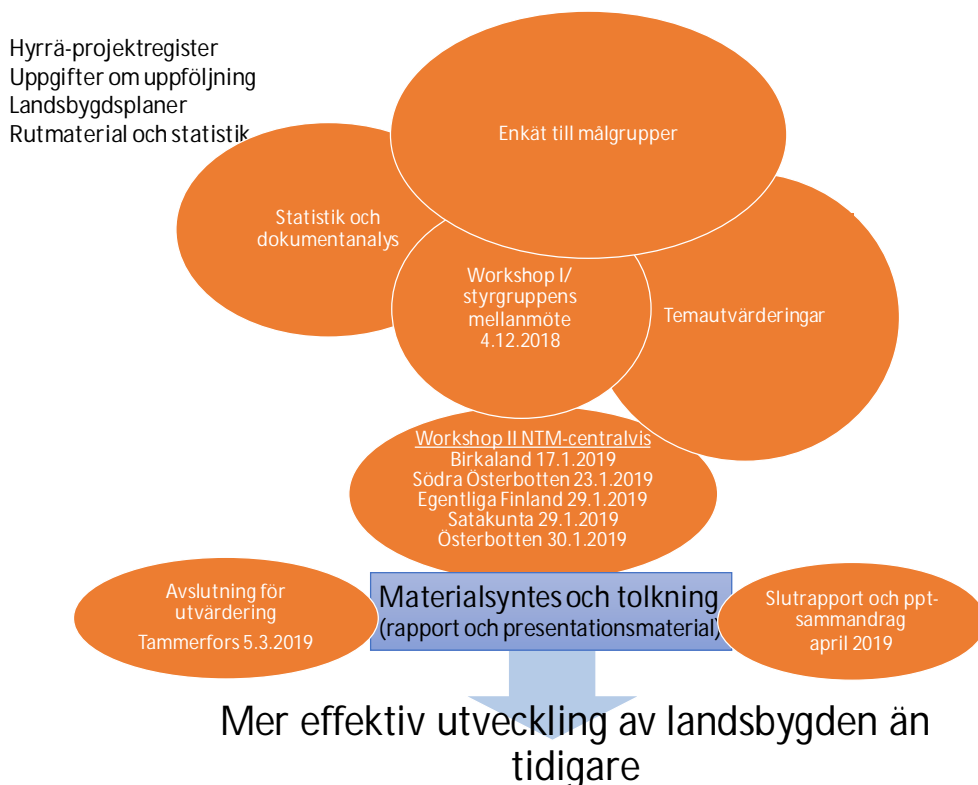 Hyrrä-projektregister
Uppgifter om uppföljning
Landsbygdsplaner
Rutmaterial och statistik
Enkät till målgrupper
Statistik och
dokumentanalys
Workshop I/
styrgruppens
mellanmöte
4.12.2018
Temautvärderingar
Workshop II NTM-centralvis
Birkaland 17.1.2019
Södra Österbotten 23.1.2019
Egentliga Finland 29.1.2019
Satakunta 29.1.2019
Österbotten 30.1.2019
Avslutning för
utvärdering
Tammerfors 5.3.2019
Materialsyntes och tolkning
(rapport och presentationsmaterial)
Slutrapport och ppt-
sammandrag
april 2019
Mer effektiv utveckling av landsbygden än
tidigare